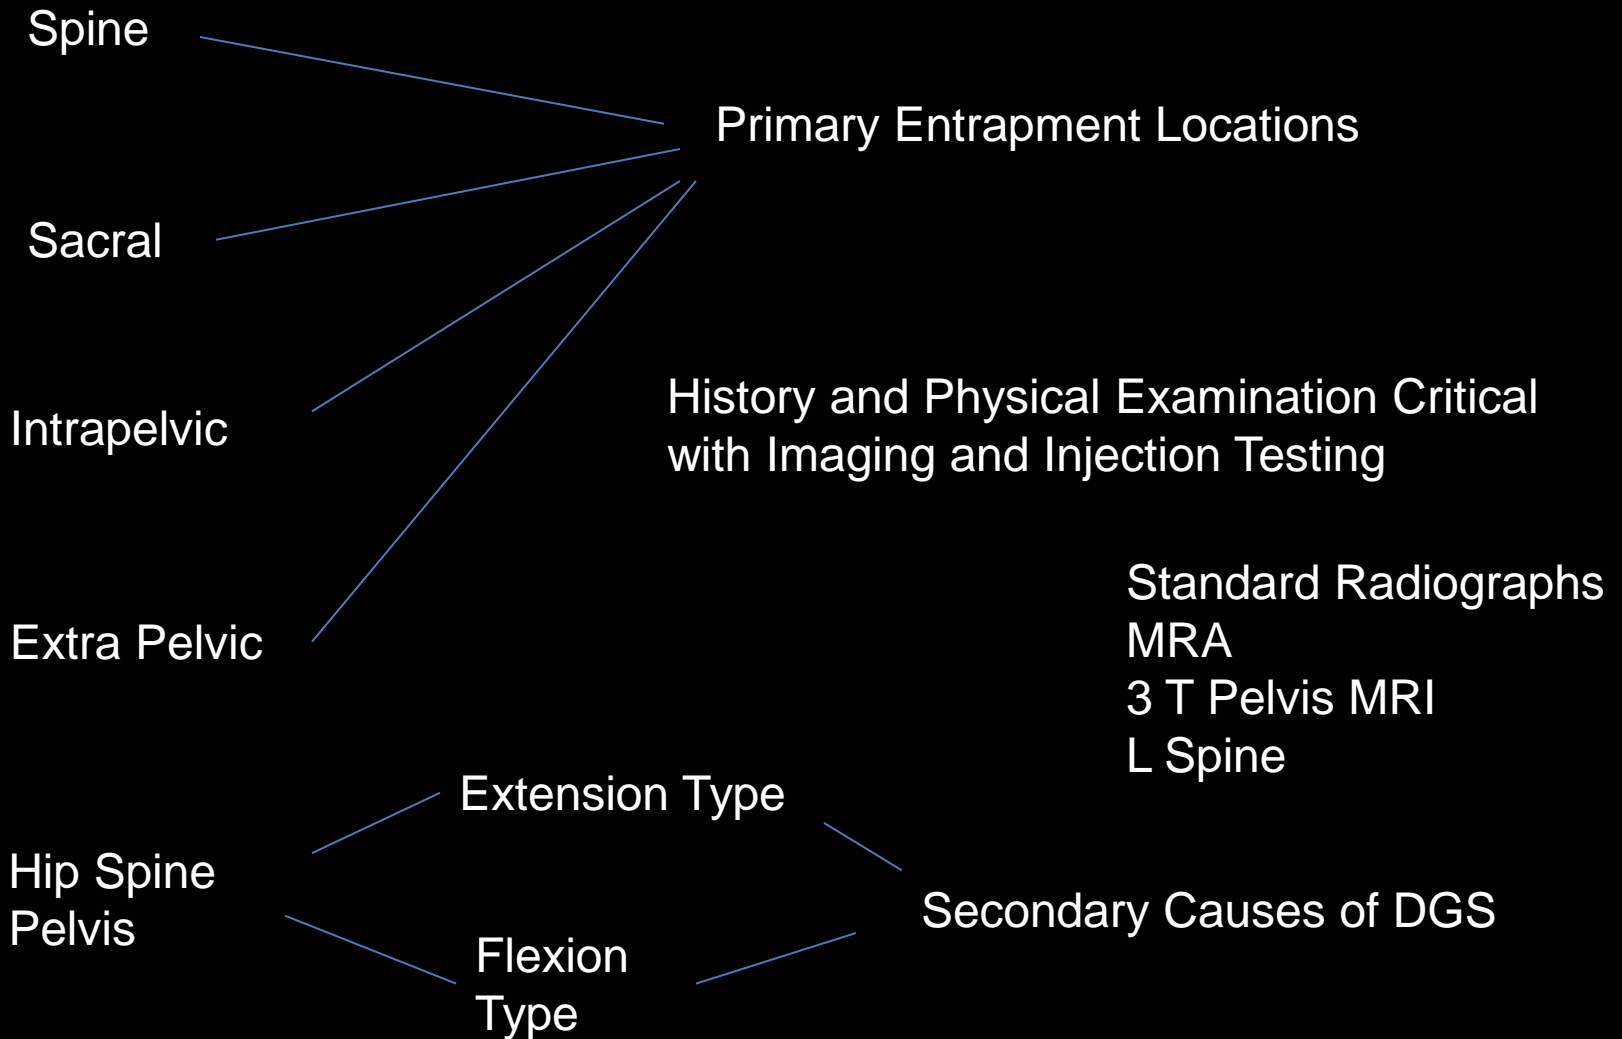 Spine
Primary Entrapment Locations
Sacral
Intrapelvic
History and Physical Examination Critical
with Imaging and Injection Testing
Extra Pelvic
Standard Radiographs
MRA
3 T Pelvis MRI
L Spine
Extension Type
Hip Spine
Pelvis
Flexion
Type
Secondary Causes of DGS